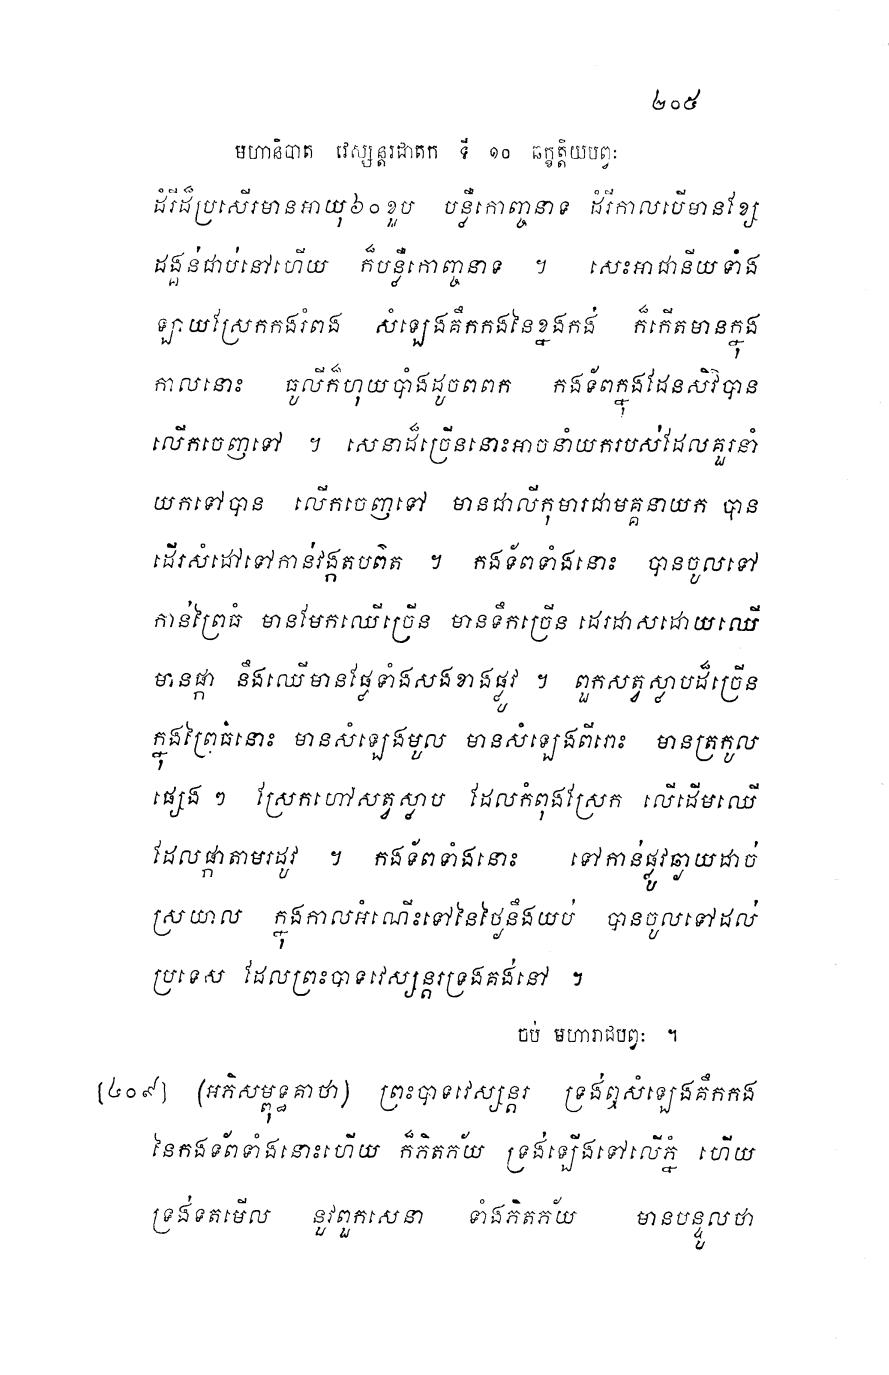 ២០៥
មហានិបាត វេស្សន្តរជាតក ទី ១០ ឆក្ខត្តិយបព្វៈ
ដំរីដ៏ប្រសើរមានអាយុ៦០ខួប បន្លឺកោញ្ចនាទ ដំរីកាលបើមានខ្សែ
ដង្ខួន់ជាប់នៅហើយ ក៏បន្លឺកោញ្ចនាទ ។ សេះអាជានីយទាំង
ឡាយស្រែកកងរំពង សំឡេងគឹកកងនៃខ្នងកង់ ក៏កើតមានក្នុង
កាលនោះ ធូលីក៏ហុយបាំងដូចពពក កងទ័ពក្នុងដែនសិវិបាន
លើកចេញទៅ ។ សេនាដ៏ច្រើននោះអាចនាំយករបស់ដែលគួរនាំ
យកទៅបាន លើកចេញទៅ មានជាលីកុមារជាមគ្គនាយក បាន
ដើរសំដៅទៅកាន់វង្កតបពិត ។ កងទ័ពទាំងនោះ បានចូលទៅ
កាន់ព្រៃធំ មានមែកឈើច្រើន មានទឹកច្រើន ដេរដាសដោយឈើ
មានផ្កា នឹងឈើមានផ្លែទាំងសងខាងផ្លូវ ។ ពួកសត្វស្លាបដ៏ច្រើន
ក្នុងព្រៃធំនោះ មានសំឡេងមូល មានសំឡេងពីរោះ មានត្រកូល
ផ្សេង ៗ ស្រែកហៅសត្វស្លាប ដែលកំពុងស្រែក លើដើមឈើ
ដែលផ្កាតាមរដូវ ។ កងទ័ពទាំងនោះ ទៅកាន់ផ្លូវឆ្ងាយដាច់
ស្រយាល ក្នុងកាលអំណើះទៅនៃថ្ងៃនឹងយប់ បានចូលទៅដល់
ប្រទេស ដែលព្រះបាទវេស្សន្តរទ្រង់គង់នៅ ។
ចប់ មហារាជបព្វៈ ។
[៤០៩] (អភិសម្ពុទ្ធគាថា) ព្រះបាទវេស្សន្តរ ទ្រង់ឮសំឡេងគឹកកង
នៃកងទ័ពទាំងនោះហើយ ក៏ភិតភ័យ ទ្រង់ឡើងទៅលើភ្នំ ហើយ
ទ្រង់ទតមើល នូវពួកសេនា ទាំងភិតភ័យ មានបន្ទូលថា